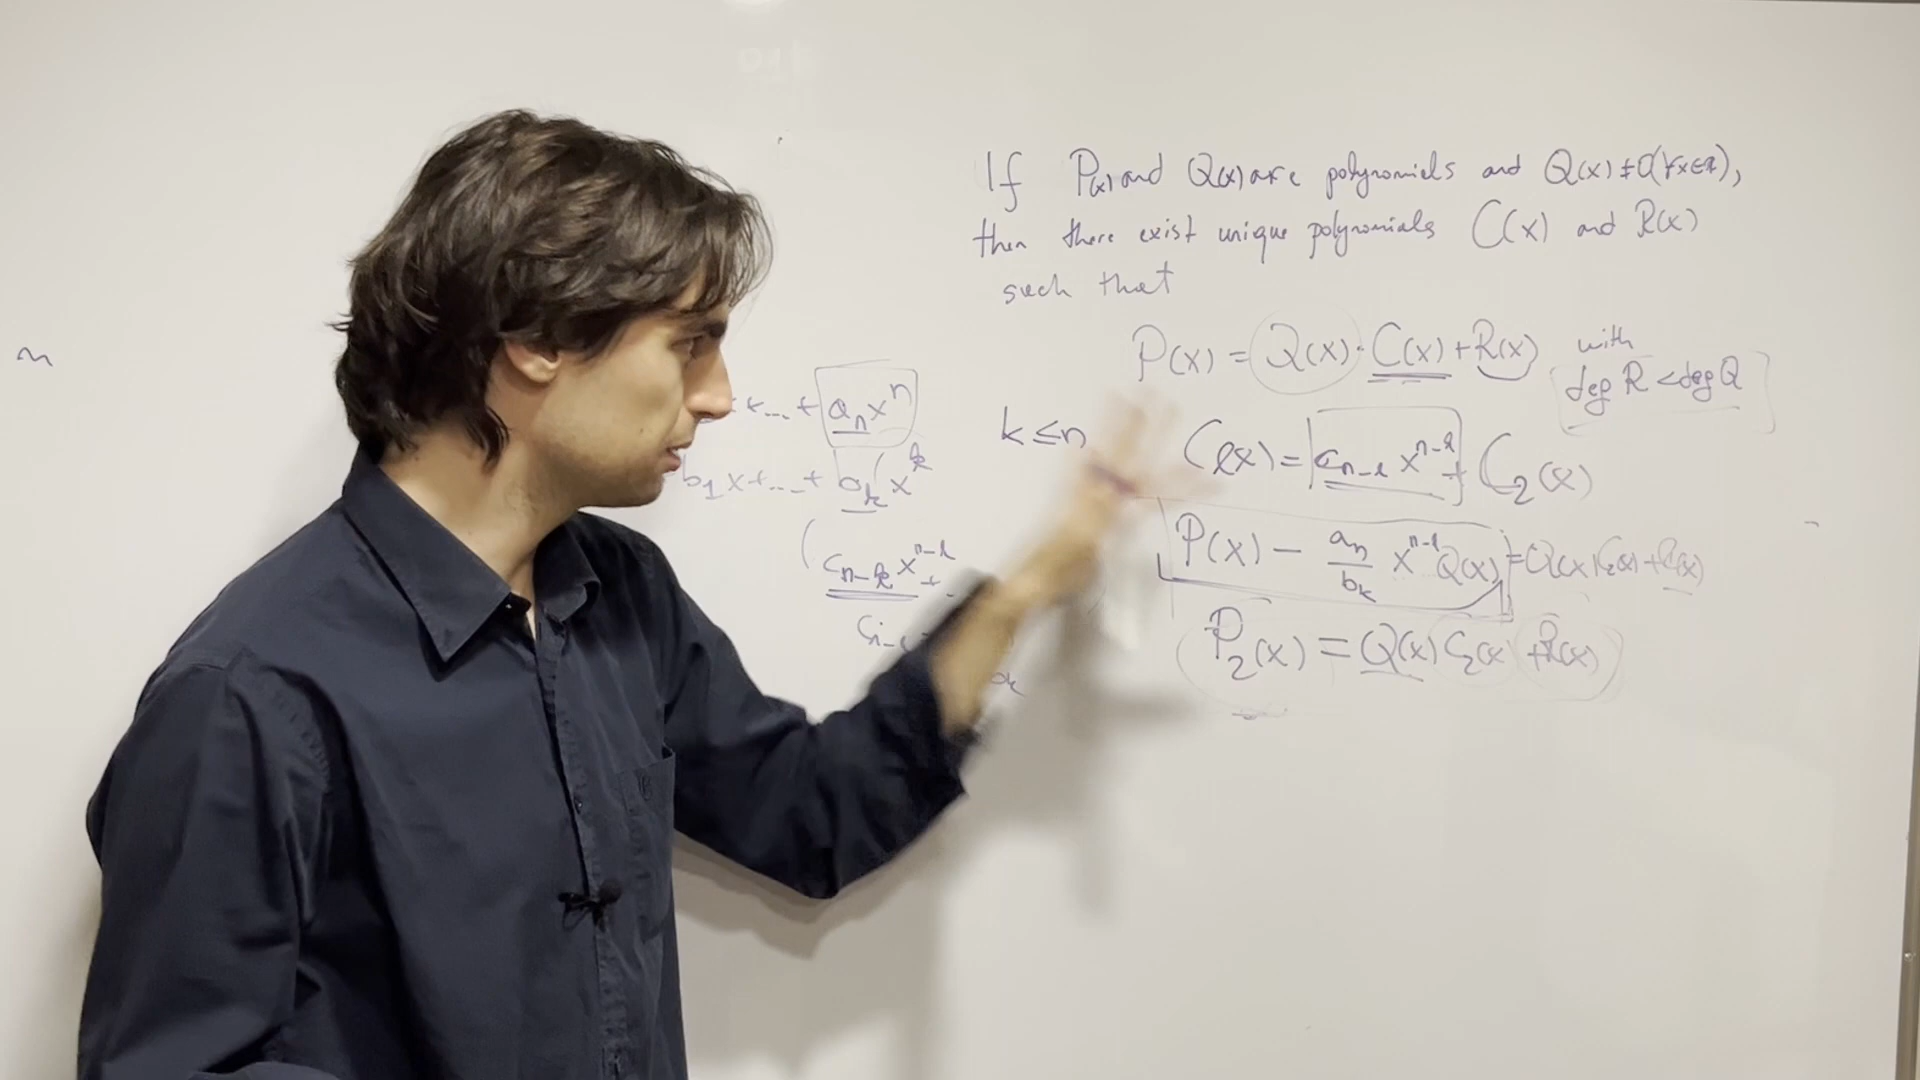 If P(x) and Q(x) are polynomials and Q(x)≢0(∀x∈ℝ),
then there exist unique polynomials C(x) and R(x)
such that
P(x) = Q(x)·C(x)+R(x) with
deg R < deg Q
+...+ aₙxⁿ
k ≤ n
C(x) = cₙ₋ₖ xⁿ⁻ᵏ + C₂(x)
b₁x+...+ bₖxᵏ
( cₙ₋ₖ xⁿ⁻ᵏ +
P(x) − aₙ/bₖ xⁿ⁻ᵏ Q(x) = Q(x)C₂(x)+R(x)
P₂(x) = Q(x) C₂(x) + R(x)